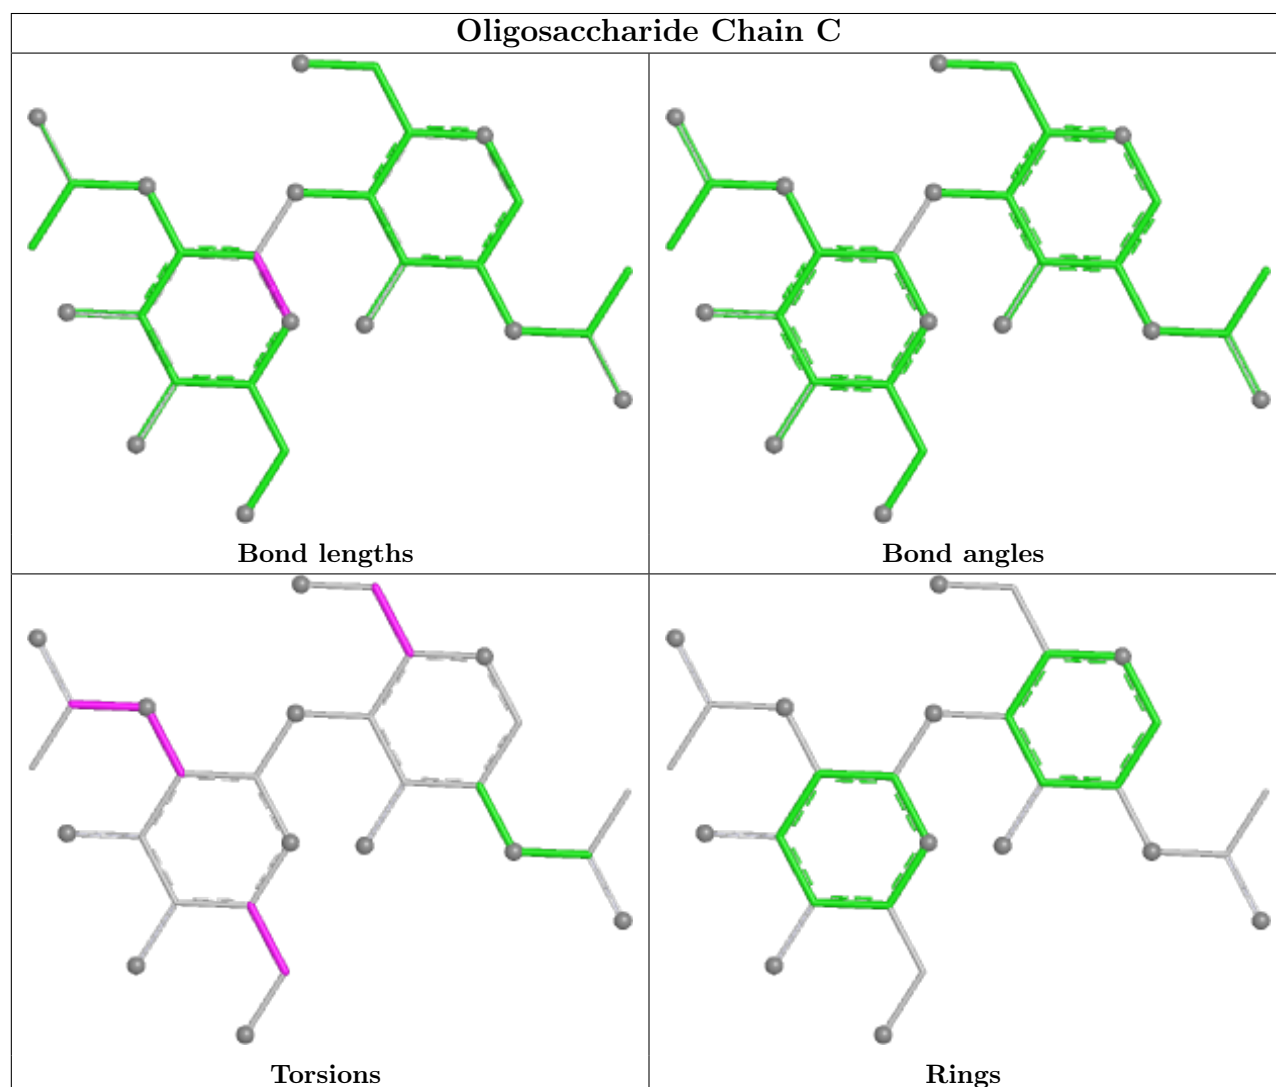 Oligosaccharide Chain C
Bond lengths
Bond angles
Torsions
Rings